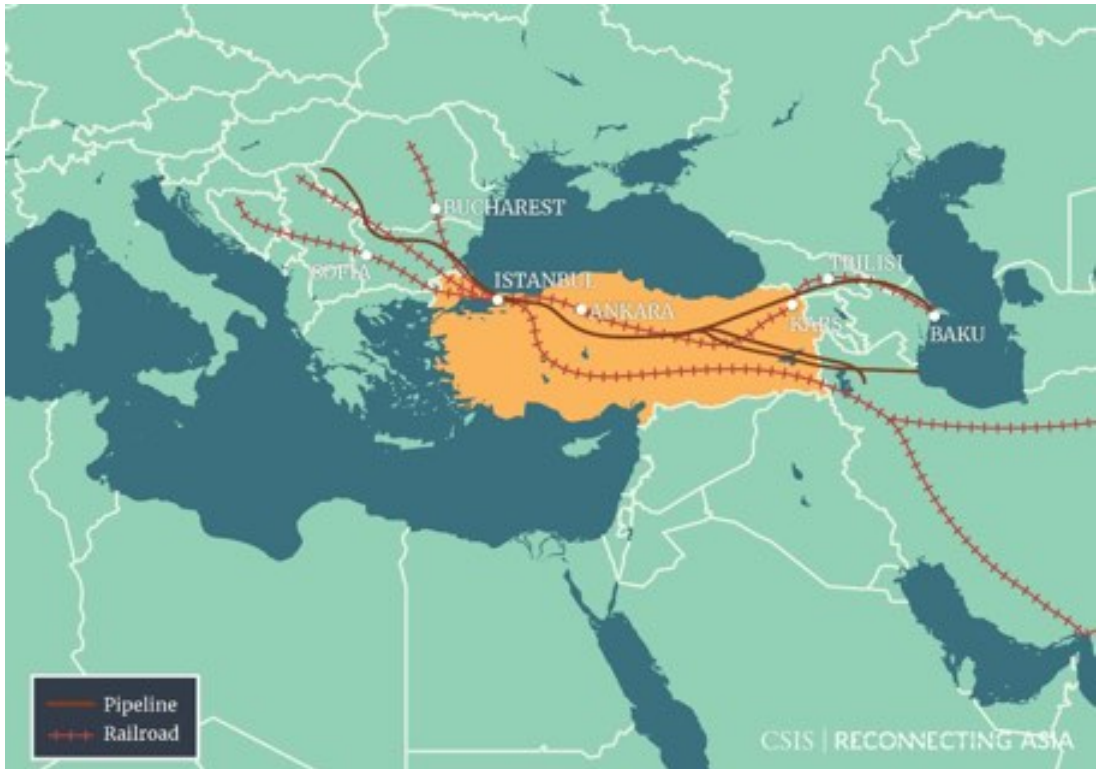 BUCHAREST
SOFIA
ISTANBUL
ANKARA
TBILISI
KARS
BAKU
Pipeline
Railroad
CSIS | RECONNECTING ASIA